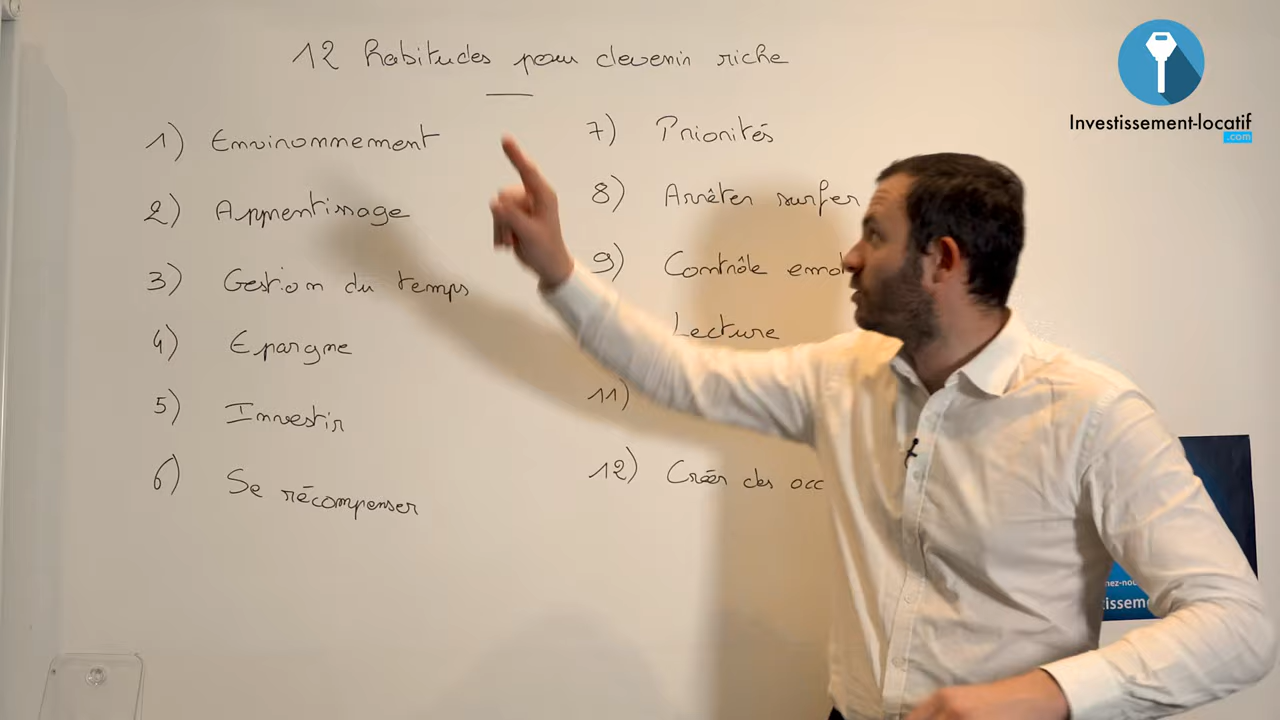 12 habitudes pour devenir riche
1) Environnement
2) Apprentissage
3) Gestion du temps
4) Epargne
5) Investir
6) Se récompenser
7) Priorités
8) Arrêter surfer
9) Contrôle
Lecture
11)
12) Créer des
Investissement-locatif
.com